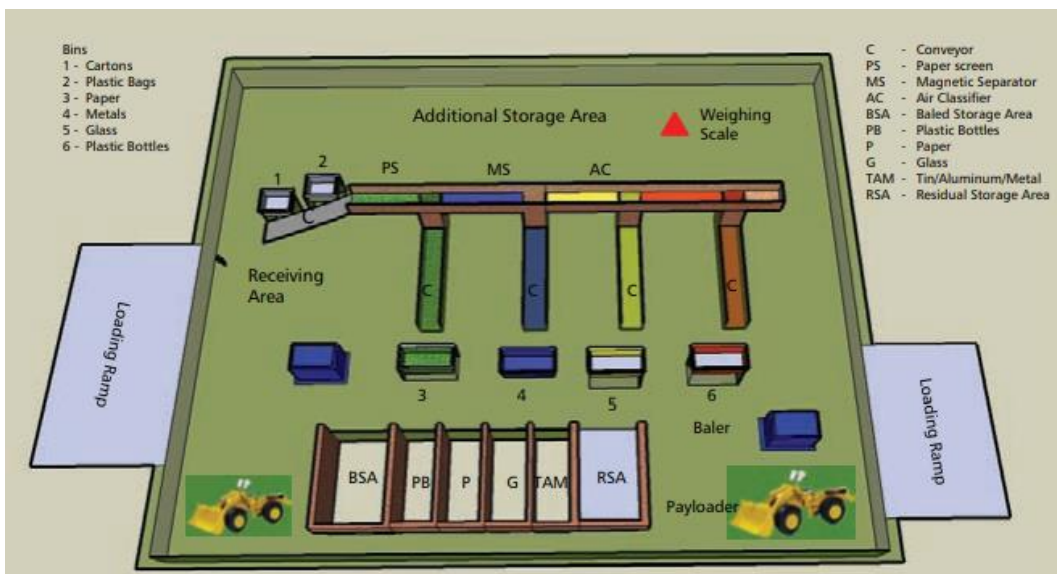 Bins
1 - Cartons
2 - Plastic Bags
3 - Paper
4 - Metals
5 - Glass
6 - Plastic Bottles
C - Conveyor
PS - Paper screen
MS - Magnetic Separator
AC - Air Classifier
BSA - Baled Storage Area
PB - Plastic Bottles
P - Paper
G - Glass
TAM - Tin/Aluminum/Metal
RSA - Residual Storage Area
Additional Storage Area
Weighing
Scale
1
2
PS
MS
AC
C
Receiving
Area
C
C
C
C
Loading Ramp
Loading Ramp
3
4
5
6
Baler
BSA
PB
P
G
TAM
RSA
Payloader